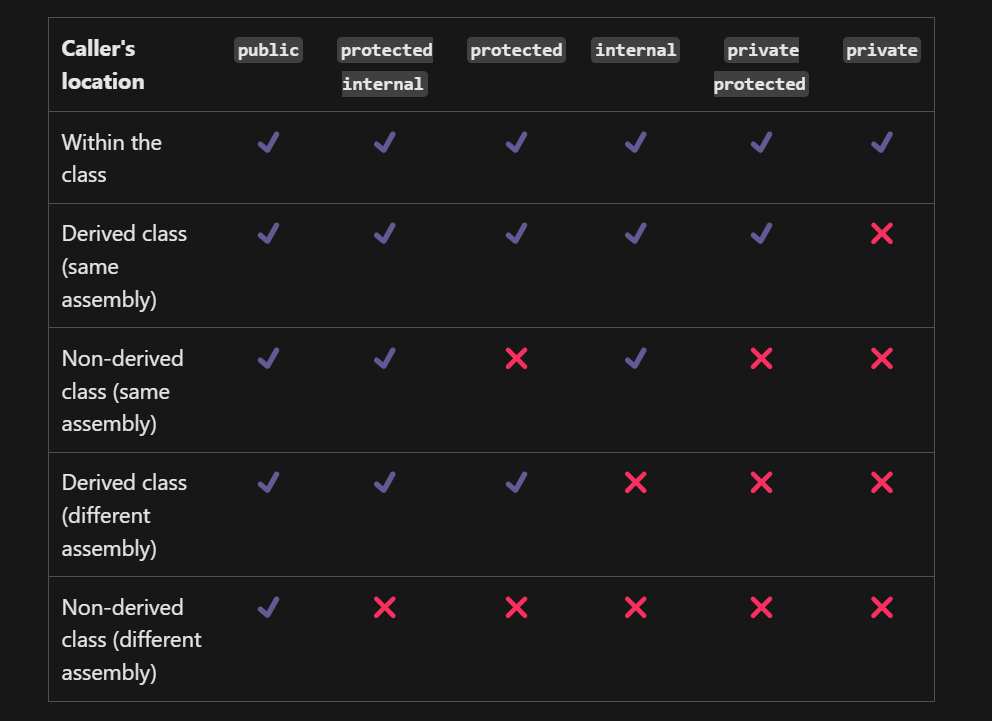 Caller's
location
public
protected
internal
protected
internal
private
protected
private
Within the
class
Derived class
(same
assembly)
Non-derived
class (same
assembly)
Derived class
(different
assembly)
Non-derived
class (different
assembly)